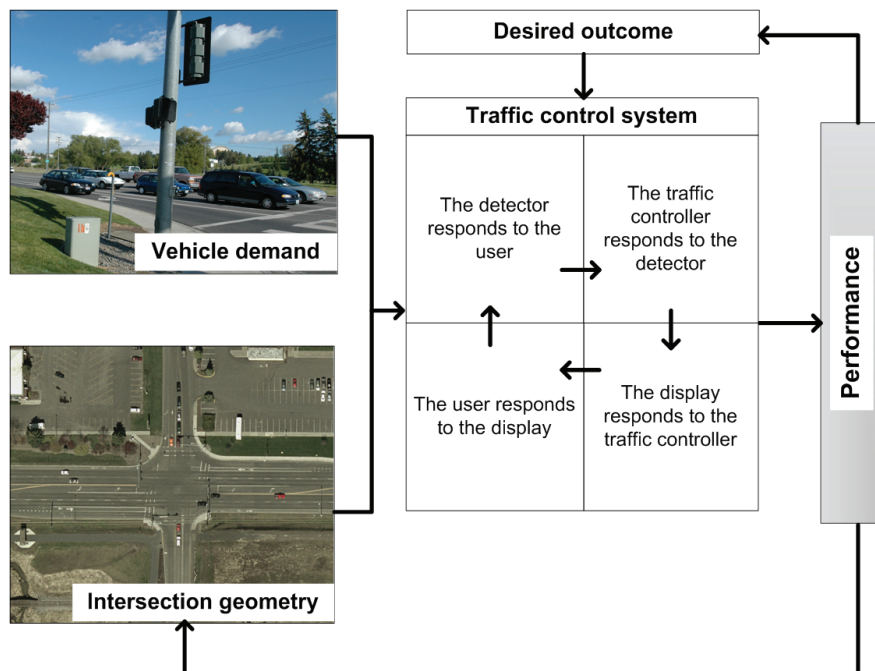 Desired outcome
Traffic control system
The detector
responds to the
user
The traffic
controller
responds to the
detector
Vehicle demand
Performance
The user responds
to the display
The display
responds to the
traffic controller
Intersection geometry